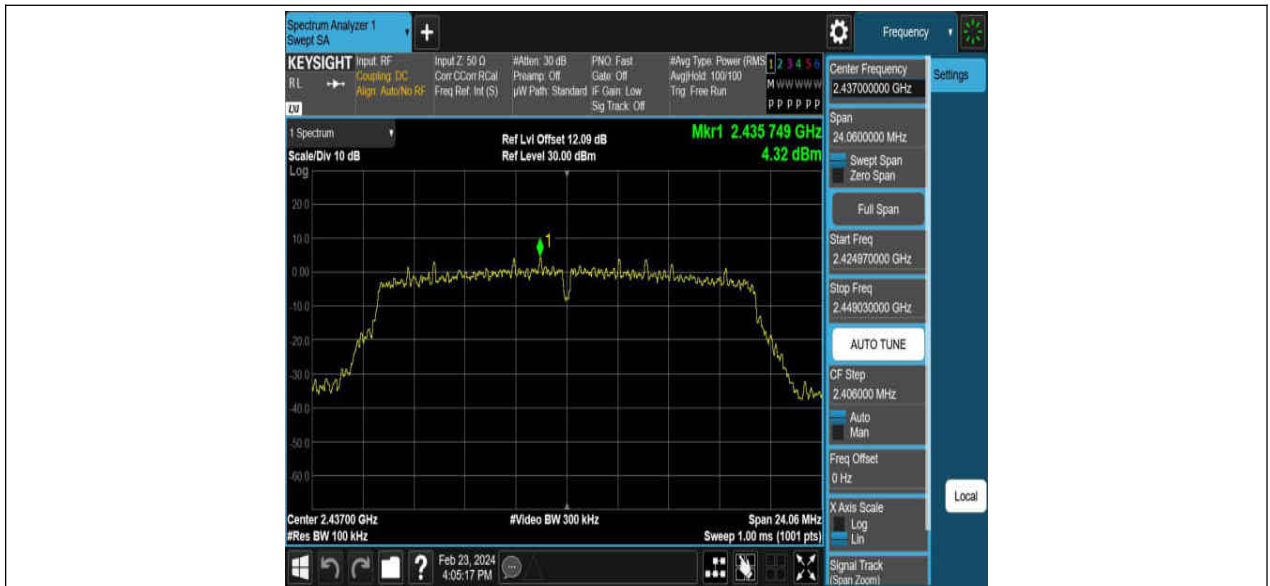 Spectrum Analyzer 1
Swept SA
+
Frequency
KEYSIGHT
RL
LXI
Input: RF
Coupling: DC
Align: Auto/No RF
Input Z: 50 Ω
Corr CCorr RCal
Freq Ref: Int (S)
#Atten: 30 dB
Preamp: Off
µW Path: Standard
PNO: Fast
Gate: Off
IF Gain: Low
Sig Track: Off
#Avg Type: Power (RMS
Avg|Hold: 100/100
Trig: Free Run
1 2 3 4 5 6
M W W W W W
P P P P P P
1 Spectrum
Scale/Div 10 dB
Log
Ref Lvl Offset 12.09 dB
Ref Level 30.00 dBm
Mkr1 2.435 749 GHz
4.32 dBm
20.0
10.0
0.00
-10.0
-20.0
-30.0
-40.0
-50.0
-60.0
1
Center 2.43700 GHz
#Res BW 100 kHz
#Video BW 300 kHz
Span 24.06 MHz
Sweep 1.00 ms (1001 pts)
Feb 23, 2024
4:05:17 PM
Center Frequency
2.437000000 GHz
Span
24.0600000 MHz
Swept Span
Zero Span
Full Span
Start Freq
2.424970000 GHz
Stop Freq
2.449030000 GHz
AUTO TUNE
CF Step
2.406000 MHz
Auto
Man
Freq Offset
0 Hz
X Axis Scale
Log
Lin
Signal Track
(Span Zoom)
Settings
Local